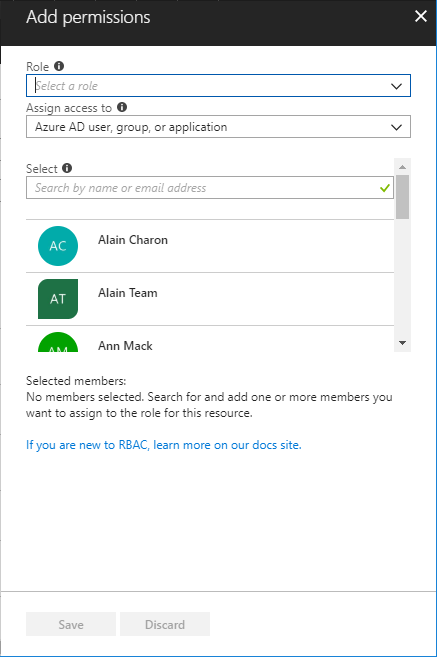 Add permissions
Role
Select a role
Assign access to
Azure AD user, group, or application
Select
Search by name or email address
AC
Alain Charon
AT
Alain Team
AM
Ann Mack
Selected members:
No members selected. Search for and add one or more members you
want to assign to the role for this resource.
If you are new to RBAC, learn more on our docs site.
Save
Discard